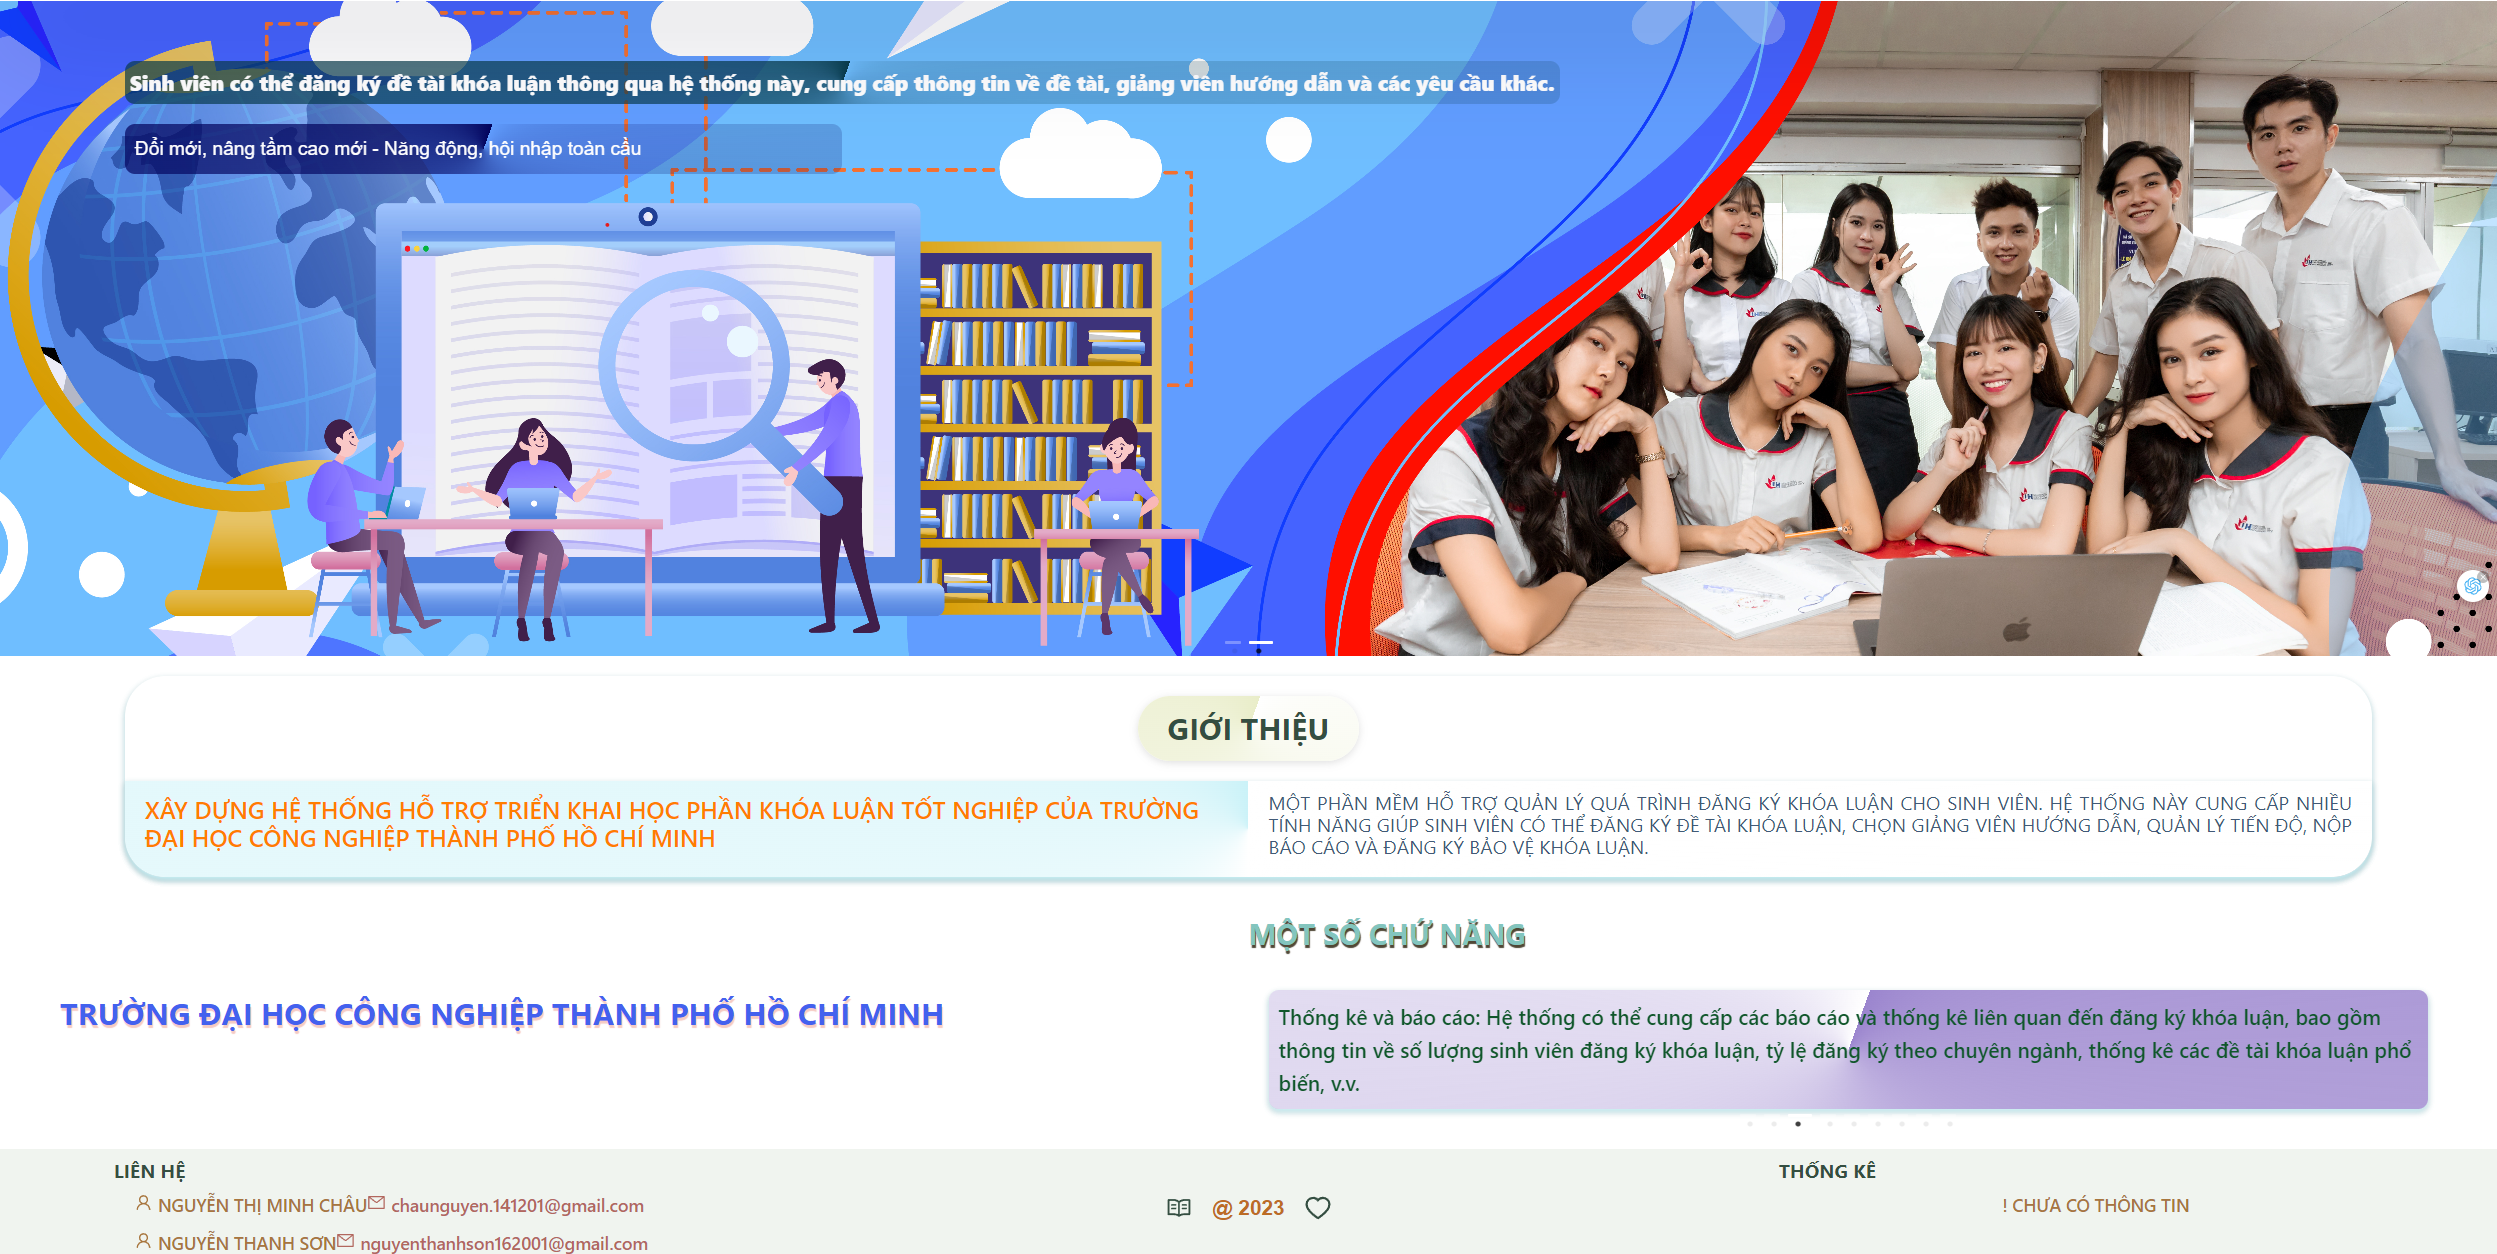 Sinh viên có thể đăng ký đề tài khóa luận thông qua hệ thống này, cung cấp thông tin về đề tài, giảng viên hướng dẫn và các yêu cầu khác.
Đổi mới, nâng tầm cao mới - Năng động, hội nhập toàn cầu
GIỚI THIỆU
XÂY DỰNG HỆ THỐNG HỖ TRỢ TRIỂN KHAI HỌC PHẦN KHÓA LUẬN TỐT NGHIỆP CỦA TRƯỜNG
ĐẠI HỌC CÔNG NGHIỆP THÀNH PHỐ HỒ CHÍ MINH
MỘT PHẦN MỀM HỖ TRỢ QUẢN LÝ QUÁ TRÌNH ĐĂNG KÝ KHÓA LUẬN CHO SINH VIÊN. HỆ THỐNG NÀY CUNG CẤP NHIỀU
TÍNH NĂNG GIÚP SINH VIÊN CÓ THỂ ĐĂNG KÝ ĐỀ TÀI KHÓA LUẬN, CHỌN GIẢNG VIÊN HƯỚNG DẪN, QUẢN LÝ TIẾN ĐỘ, NỘP
BÁO CÁO VÀ ĐĂNG KÝ BẢO VỆ KHÓA LUẬN.
TRƯỜNG ĐẠI HỌC CÔNG NGHIỆP THÀNH PHỐ HỒ CHÍ MINH
MỘT SỐ CHỨ NĂNG
Thống kê và báo cáo: Hệ thống có thể cung cấp các báo cáo và thống kê liên quan đến đăng ký khóa luận, bao gồm
thông tin về số lượng sinh viên đăng ký khóa luận, tỷ lệ đăng ký theo chuyên ngành, thống kê các đề tài khóa luận phổ
biến, v.v.
LIÊN HỆ
NGUYỄN THỊ MINH CHÂU chaunguyen.141201@gmail.com
NGUYỄN THANH SƠN nguyenthanhson162001@gmail.com
@ 2023
THỐNG KÊ
! CHƯA CÓ THÔNG TIN